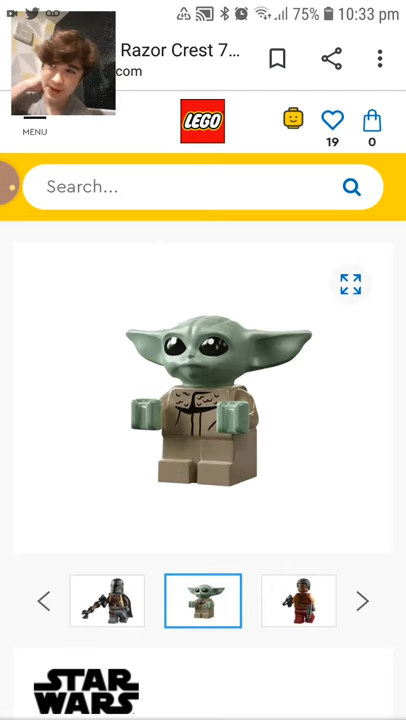 75% 10:33 pm
Razor Crest 7...
com
MENU
LEGO
19
0
Search...
STAR
WARS